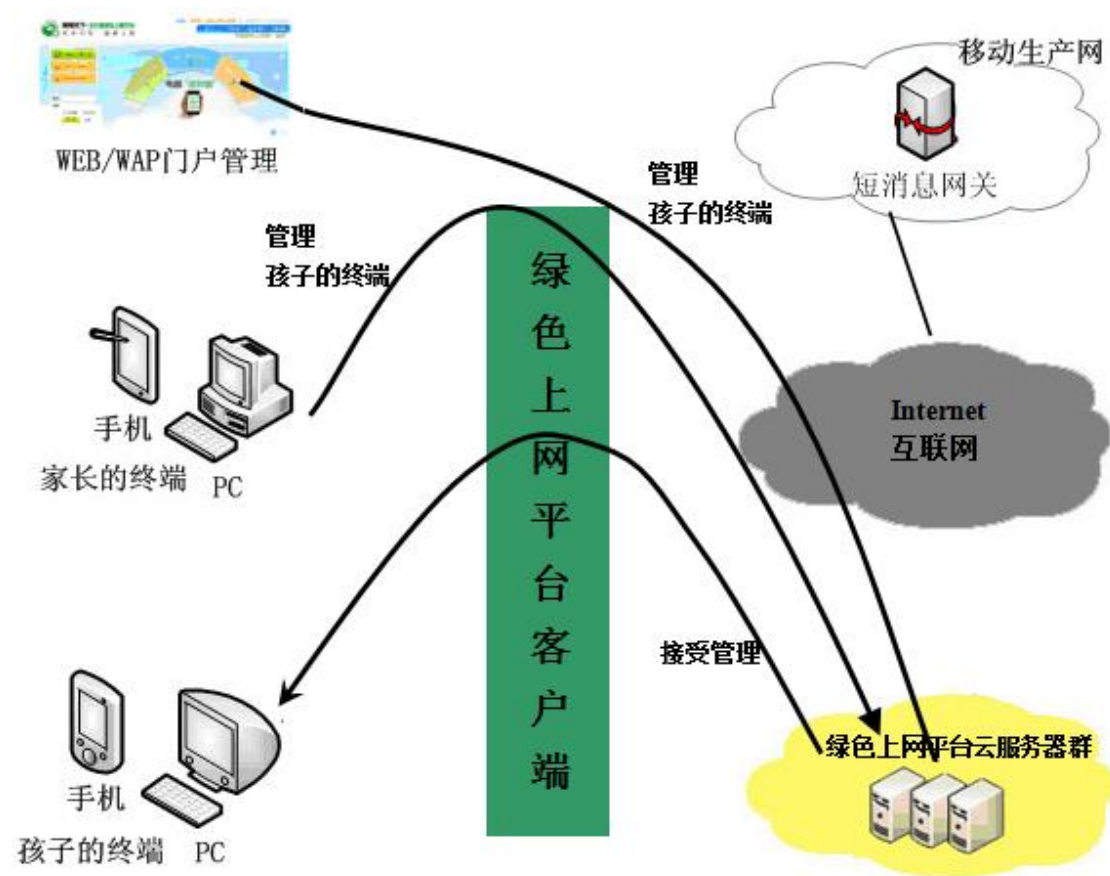 移动生产网
WEB/WAP门户管理
短消息网关
管理
孩子的终端
管理
孩子的终端
绿色上网平台客户端
手机
家长的终端 PC
Internet
互联网
接受管理
绿色上网平台云服务器群
手机
孩子的终端 PC